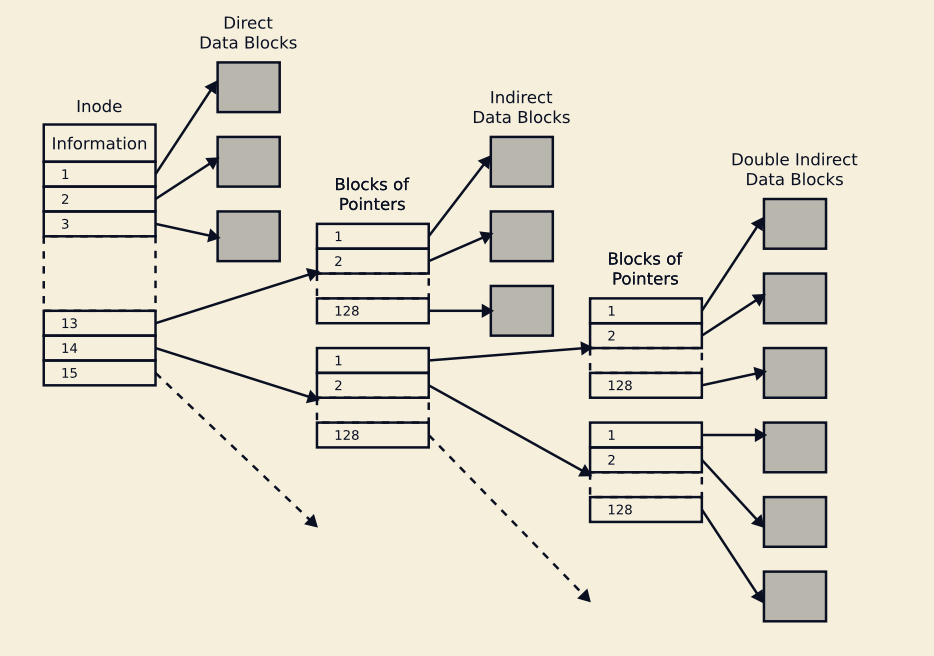 Direct
Data Blocks
Inode
Information
1
2
3
13
14
15
Blocks of
Pointers
1
2
128
1
2
128
Indirect
Data Blocks
Blocks of
Pointers
1
2
128
1
2
128
Double Indirect
Data Blocks